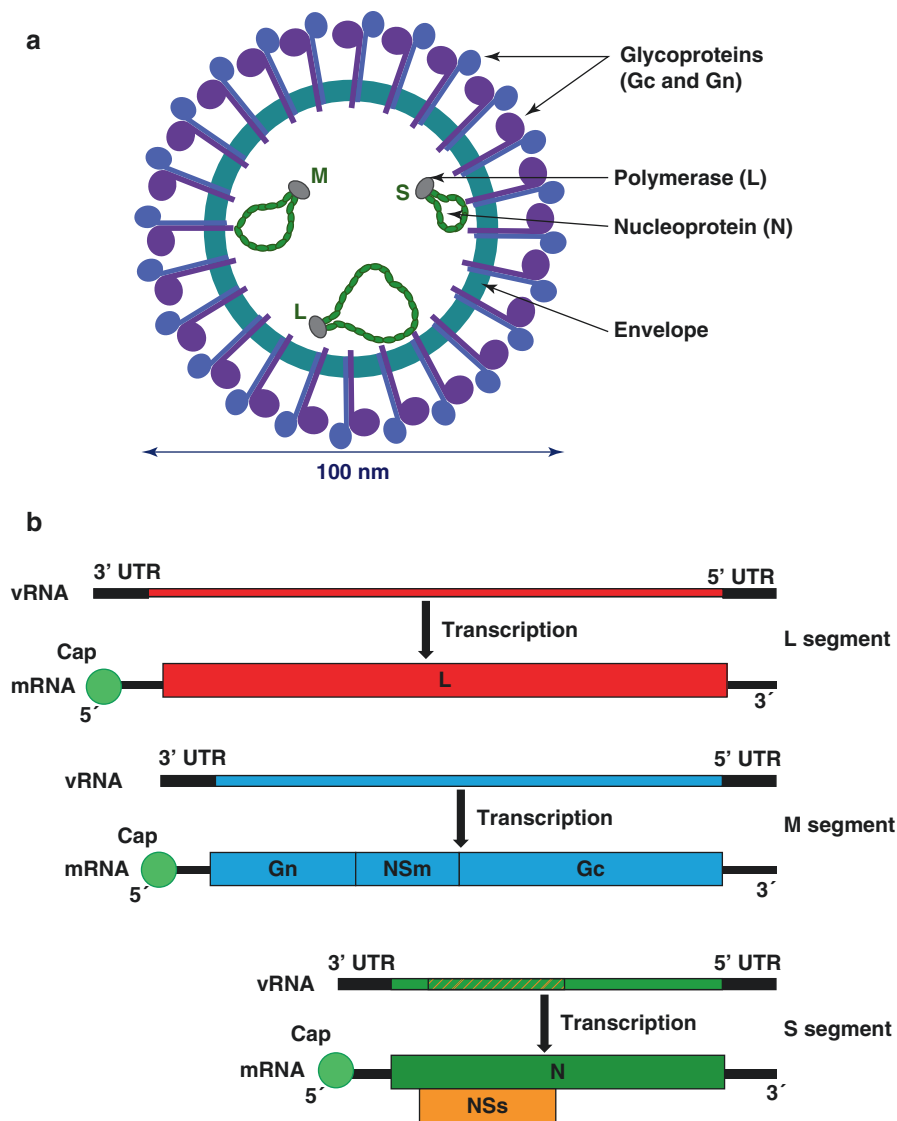 a
Glycoproteins
(Gc and Gn)
M
S
Polymerase (L)
Nucleoprotein (N)
L
Envelope
100 nm
b
3’ UTR
5’ UTR
vRNA
Transcription
L segment
Cap
mRNA
L
5´
3´
3’ UTR
5’ UTR
vRNA
Transcription
M segment
Cap
mRNA
Gn
NSm
Gc
5´
3´
3’ UTR
5’ UTR
vRNA
Transcription
S segment
Cap
mRNA
N
5´
3´
NSs